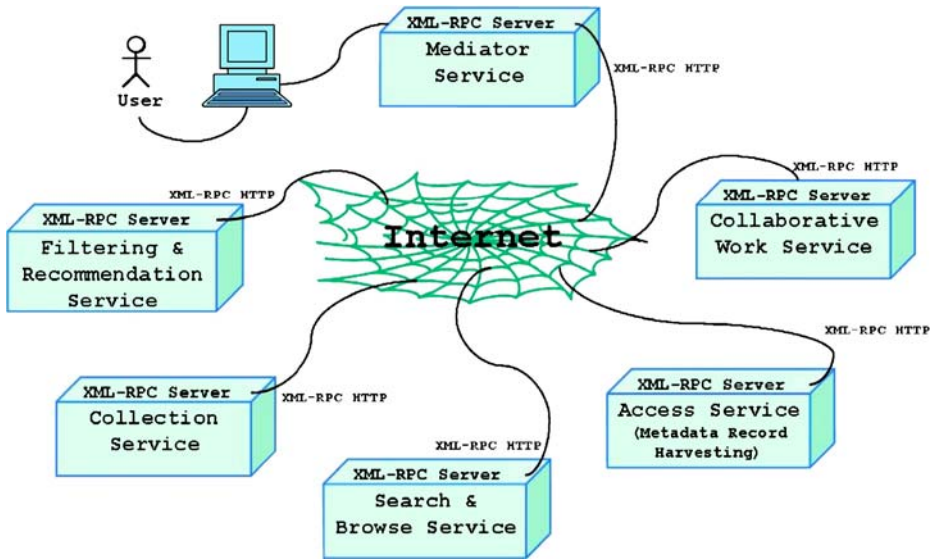 XML-RPC Server
Mediator
Service
XML-RPC HTTP
User
XML-RPC HTTP
XML-RPC HTTP
XML-RPC Server
Filtering &
Recommendation
Service
Internet
XML-RPC Server
Collaborative
Work Service
XML-RPC HTTP
XML-RPC Server
Collection
Service
XML-RPC HTTP
XML-RPC Server
Access Service
(Metadata Record
Harvesting)
XML-RPC HTTP
XML-RPC Server
Search &
Browse Service